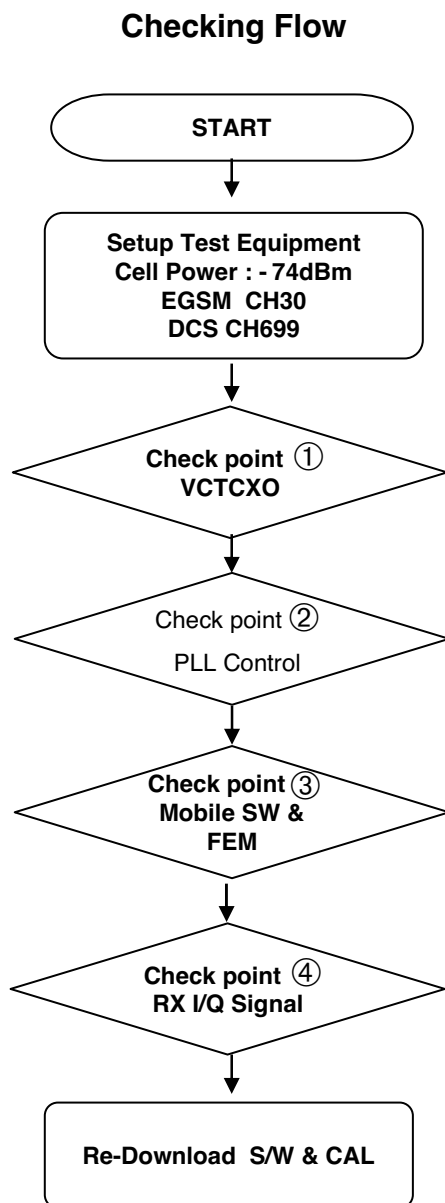 Checking Flow
START
Setup Test Equipment
Cell Power : - 74dBm
EGSM CH30
DCS CH699
Check point ①
VCTCXO
Check point ②
PLL Control
Check point ③
Mobile SW &
FEM
Check point ④
RX I/Q Signal
Re-Download S/W & CAL